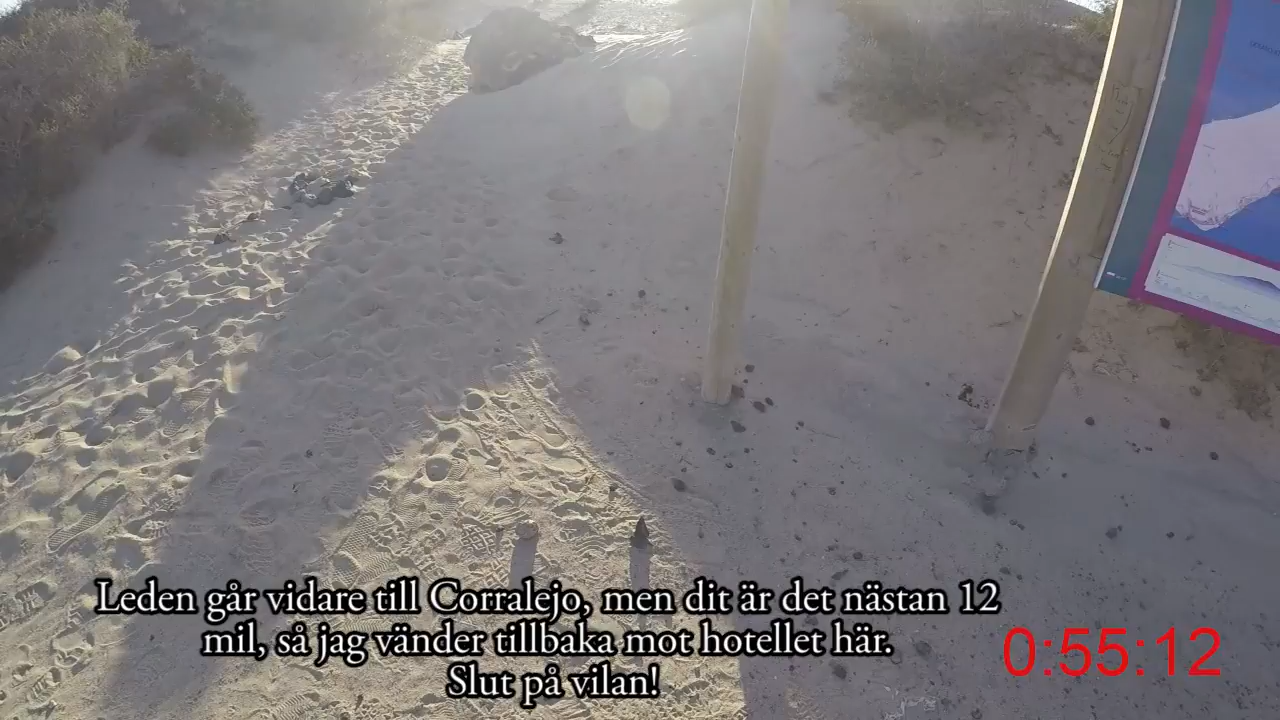 Leden går vidare till Corralejo, men dit är det nästan 12
mil, så jag vänder tillbaka mot hotellet här.
Slut på vilan!
0:55:12